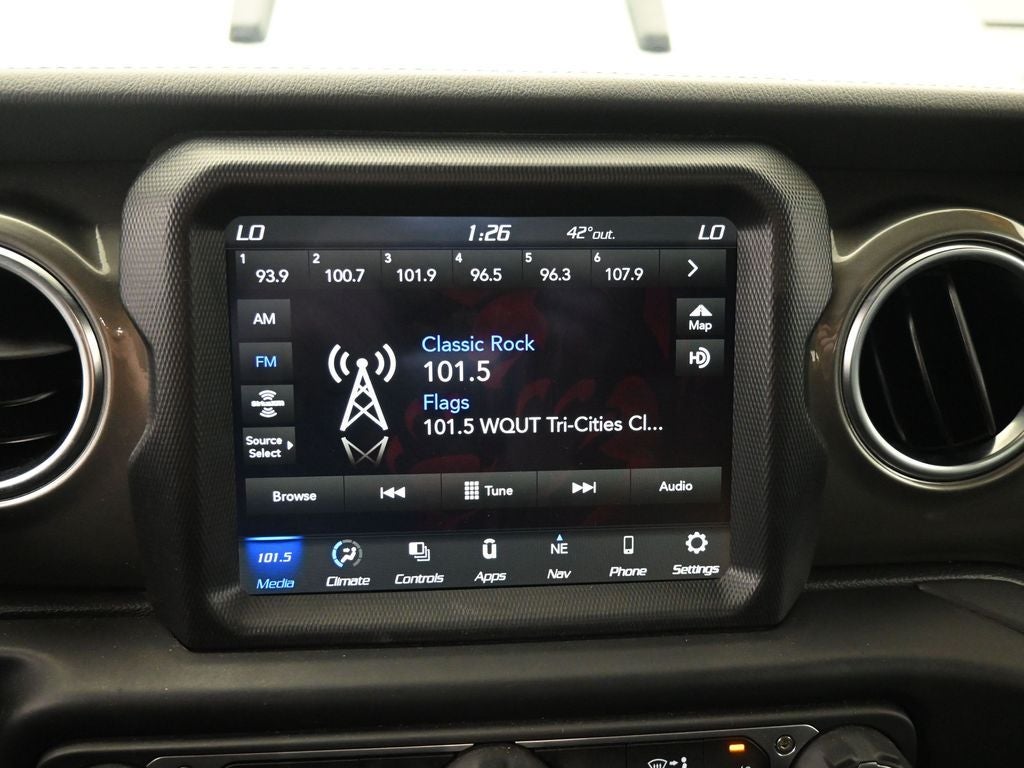 LO 1:26 42°out. LO
1 93.9 2 100.7 3 101.9 4 96.5 5 96.3 6 107.9
AM
Map
FM
HD
SiriusXM
Source
Select
Classic Rock
101.5
Flags
101.5 WQUT Tri-Cities Cl...
Browse Tune Audio
101.5 NE
Media Climate Controls Apps Nav Phone Settings